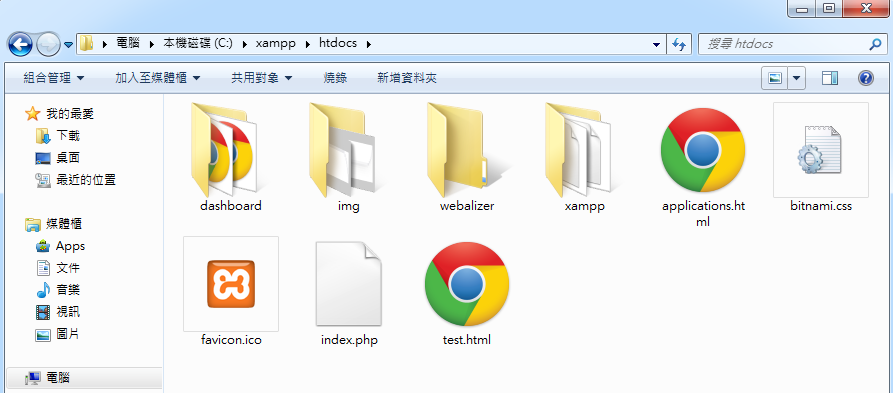 電腦 本機磁碟 (C:) xampp htdocs
搜尋 htdocs
組合管理 加入至媒體櫃 共用對象 燒錄 新增資料夾
我的最愛
下載
桌面
最近的位置
媒體櫃
Apps
文件
音樂
視訊
圖片
電腦
dashboard
img
webalizer
xampp
applications.ht
ml
bitnami.css
favicon.ico
index.php
test.html